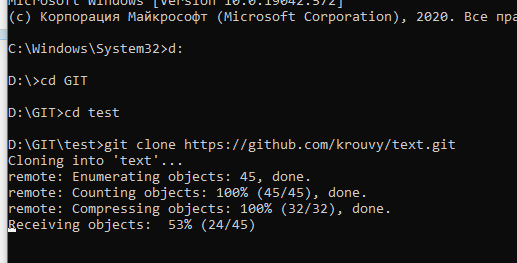 Microsoft Windows [Version 10.0.19042.572]
(c) Корпорация Майкрософт (Microsoft Corporation), 2020. Все пра
C:\Windows\System32>d:
D:\>cd GIT
D:\GIT>cd test
D:\GIT\test>git clone https://github.com/krouvy/text.git
Cloning into 'text'...
remote: Enumerating objects: 45, done.
remote: Counting objects: 100% (45/45), done.
remote: Compressing objects: 100% (32/32), done.
Receiving objects:  53% (24/45)